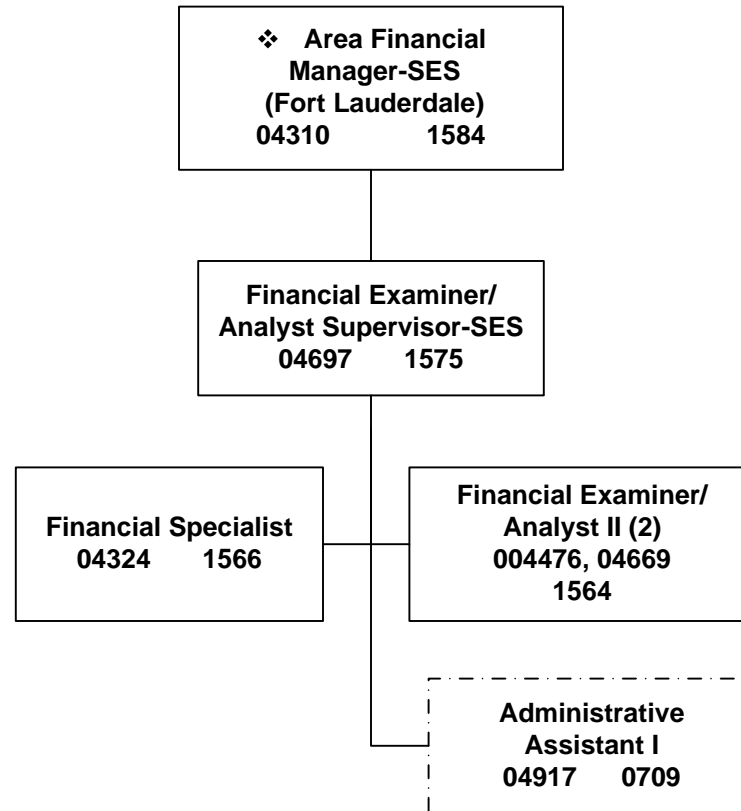 ❖ Area Financial
Manager-SES
(Fort Lauderdale)
04310 1584
Financial Examiner/
Analyst Supervisor-SES
04697 1575
Financial Specialist
04324 1566
Financial Examiner/
Analyst II (2)
004476, 04669
1564
Administrative
Assistant I
04917 0709